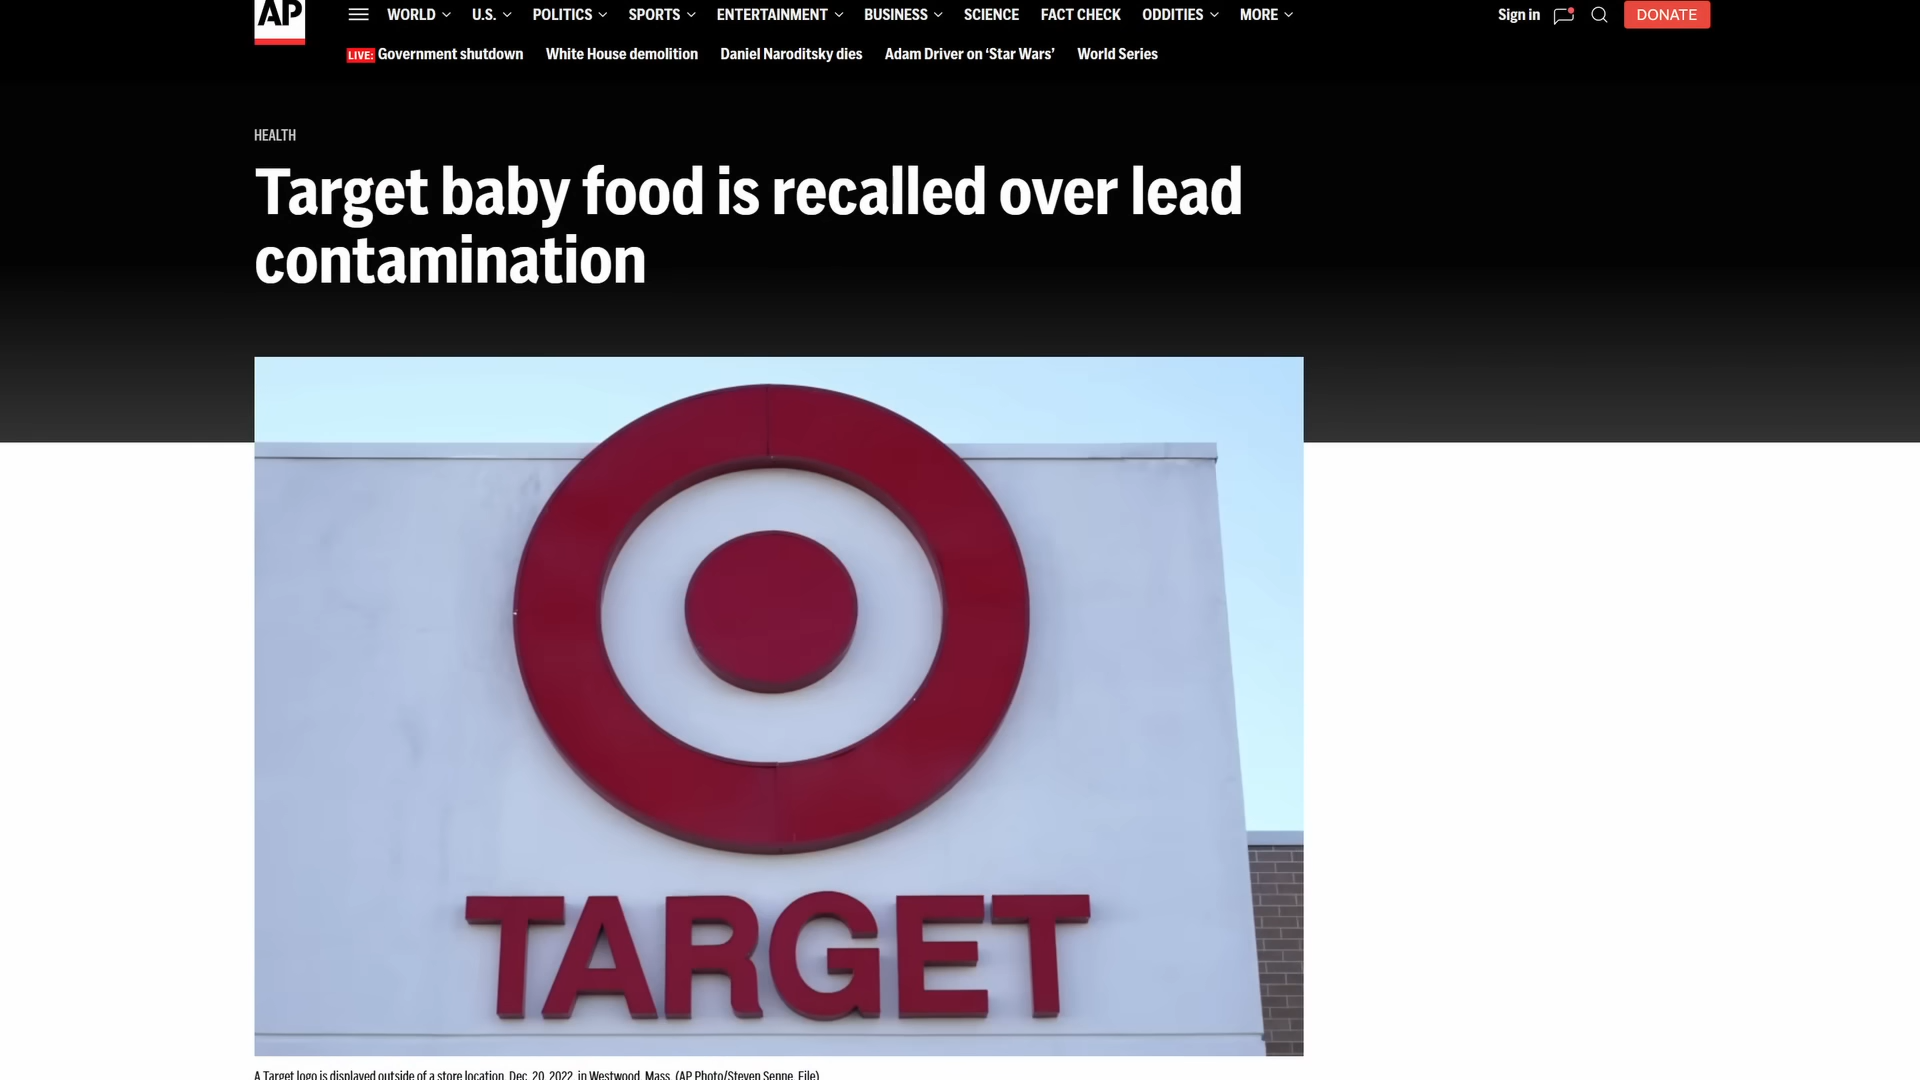 AP
WORLD U.S. POLITICS SPORTS ENTERTAINMENT BUSINESS SCIENCE FACT CHECK ODDITIES MORE Sign in DONATE
LIVE: Government shutdown White House demolition Daniel Naroditsky dies Adam Driver on ‘Star Wars’ World Series
HEALTH
Target baby food is recalled over lead
contamination
TARGET
A Target logo is displayed outside of a store location, Dec. 20, 2022, in Westwood, Mass. (AP Photo/Steven Senne, File)